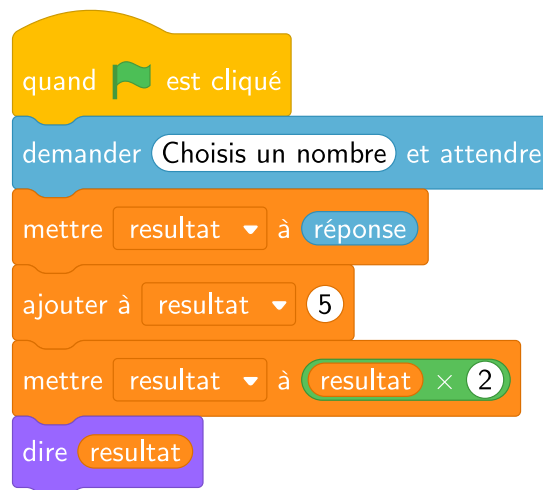 quand est cliqué
demander Choisis un nombre et attendre
mettre resultat à réponse
ajouter à resultat 5
mettre resultat à resultat × 2
dire resultat